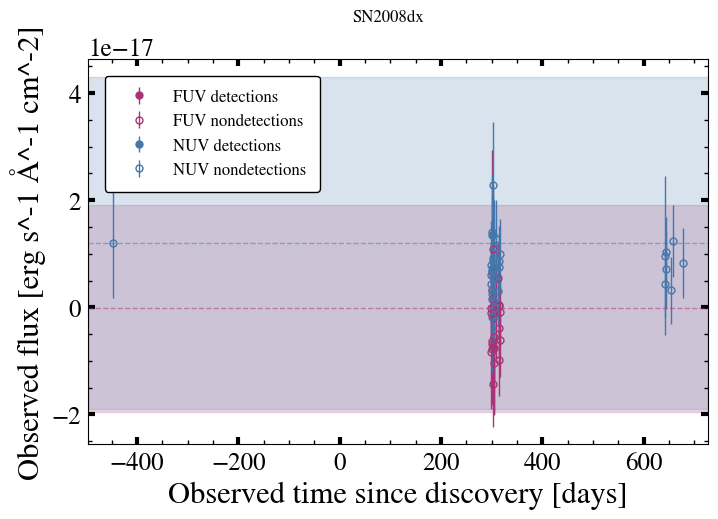 SN2008dx
1e−17
FUV detections
FUV nondetections
NUV detections
NUV nondetections
4
2
0
−2
−400 −200 0 200 400 600
Observed time since discovery [days]
Observed flux [erg s^-1 Å^-1 cm^-2]